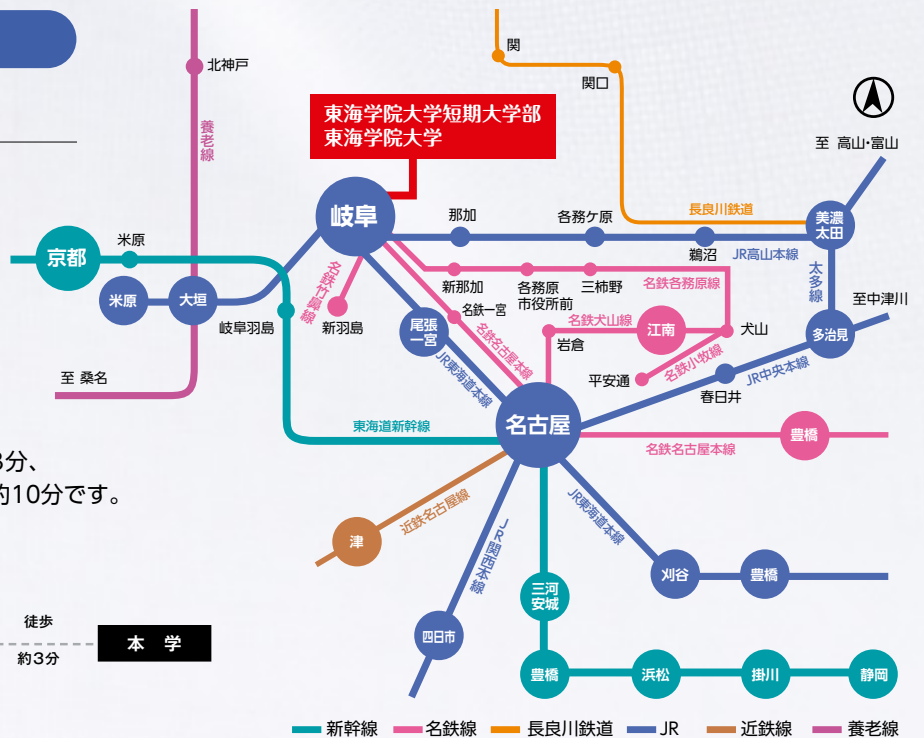 北神戸
養老線
関
関口
東海学院大学短期大学部
東海学院大学
至 高山・富山
岐阜
那加
各務ケ原
長良川鉄道
美濃
太田
鵜沼
JR高山本線
京都
米原
米原
大垣
名鉄竹鼻線
新那加
各務原
市役所前
三柿野
名鉄各務原線
太多線
至中津川
岐阜羽島
新羽島
名鉄一宮
尾張
一宮
名鉄名古屋本線
名鉄犬山線
江南
岩倉
犬山
多治見
JR東海道本線
平安通
名鉄小牧線
JR中央本線
春日井
至 桑名
名古屋
東海道新幹線
名鉄名古屋本線
豊橋
3分、
約10分です。
近鉄名古屋線
津
JR関西本線
JR東海道本線
三河
安城
刈谷
豊橋
四日市
徒歩
約3分
本 学
豊橋
浜松
掛川
静岡
新幹線
名鉄線
長良川鉄道
JR
近鉄線
養老線